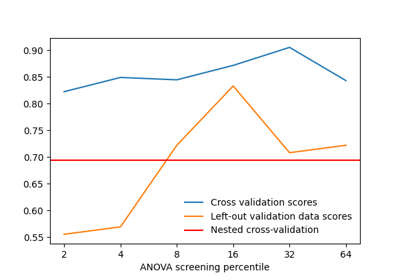 0.90
0.85
0.80
0.75
0.70
0.65
0.60
0.55
Cross validation scores
Left-out validation data scores
Nested cross-validation
2 4 8 16 32 64
ANOVA screening percentile